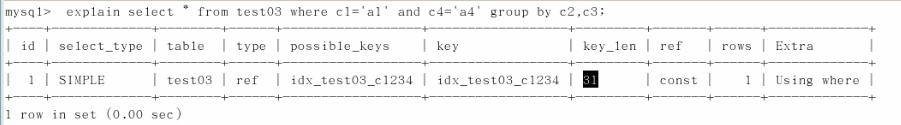 mysql> explain select * from test03 where c1='a1' and c4='a4' group by c2,c3;
+----+-------------+--------+------+-----------------+-----------------+---------+-------+------+-------------+
| id | select_type | table | type | possible_keys | key | key_len | ref | rows | Extra |
+----+-------------+--------+------+-----------------+-----------------+---------+-------+------+-------------+
| 1 | SIMPLE | test03 | ref | idx_test03_c1234 | idx_test03_c1234 | 31 | const | 1 | Using where |
+----+-------------+--------+------+-----------------+-----------------+---------+-------+------+-------------+
1 row in set (0.00 sec)